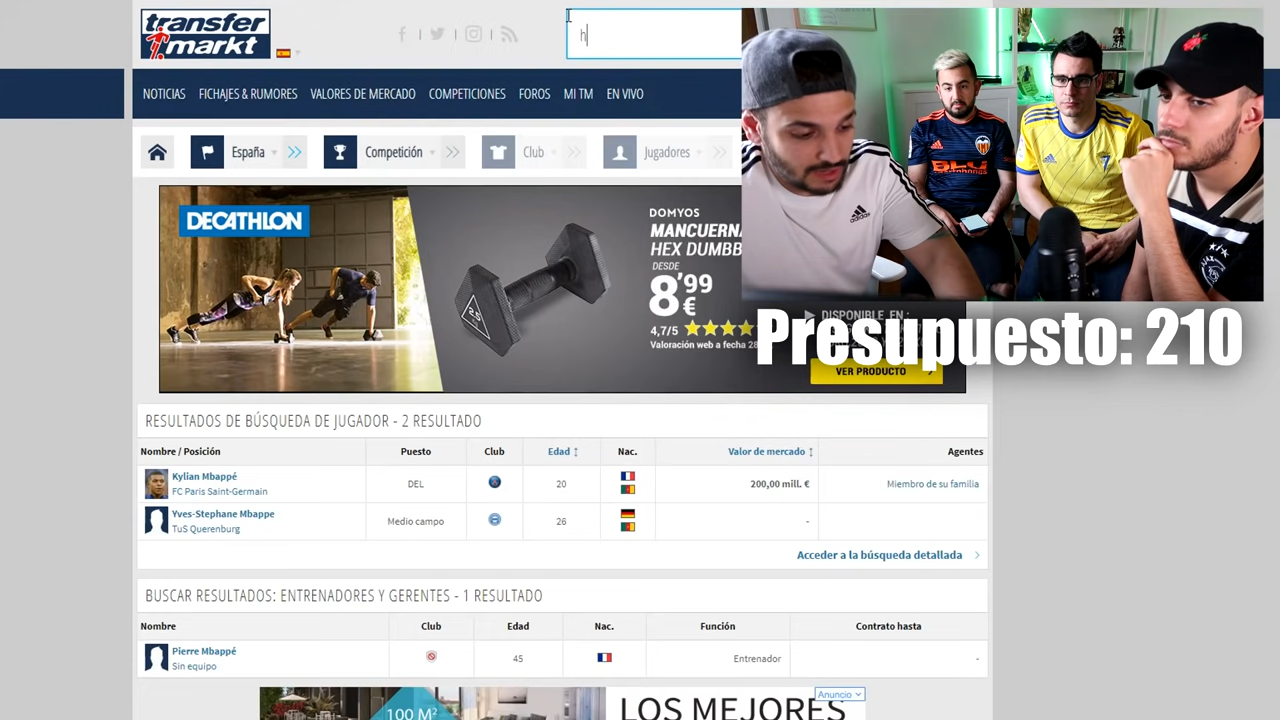 transfer
markt
h
NOTICIAS FICHAJES & RUMORES VALORES DE MERCADO COMPETICIONES FOROS MI TM EN VIVO
España Competición Club Jugadores
DECATHLON
DOMYOS
MANCUERNA
HEX DUMBB
DESDE
8'99
€
4,7/5
Valoración web a fecha 28
DISPONIBLE EN :
VER PRODUCTO
BLU
adidas
AJAX
Presupuesto: 210
RESULTADOS DE BÚSQUEDA DE JUGADOR - 2 RESULTADO
Nombre / Posición Puesto Club Edad Nac. Valor de mercado Agentes
Kylian Mbappé
FC Paris Saint-Germain
DEL 20 200,00 mill. € Miembro de su familia
Yves-Stephane Mbappe
TuS Querenburg
Medio campo 26 -
Acceder a la búsqueda detallada
BUSCAR RESULTADOS: ENTRENADORES Y GERENTES - 1 RESULTADO
Nombre Club Edad Nac. Función Contrato hasta
Pierre Mbappé
Sin equipo
45 Entrenador -
Anuncio
100 M²
LOS MEJORES